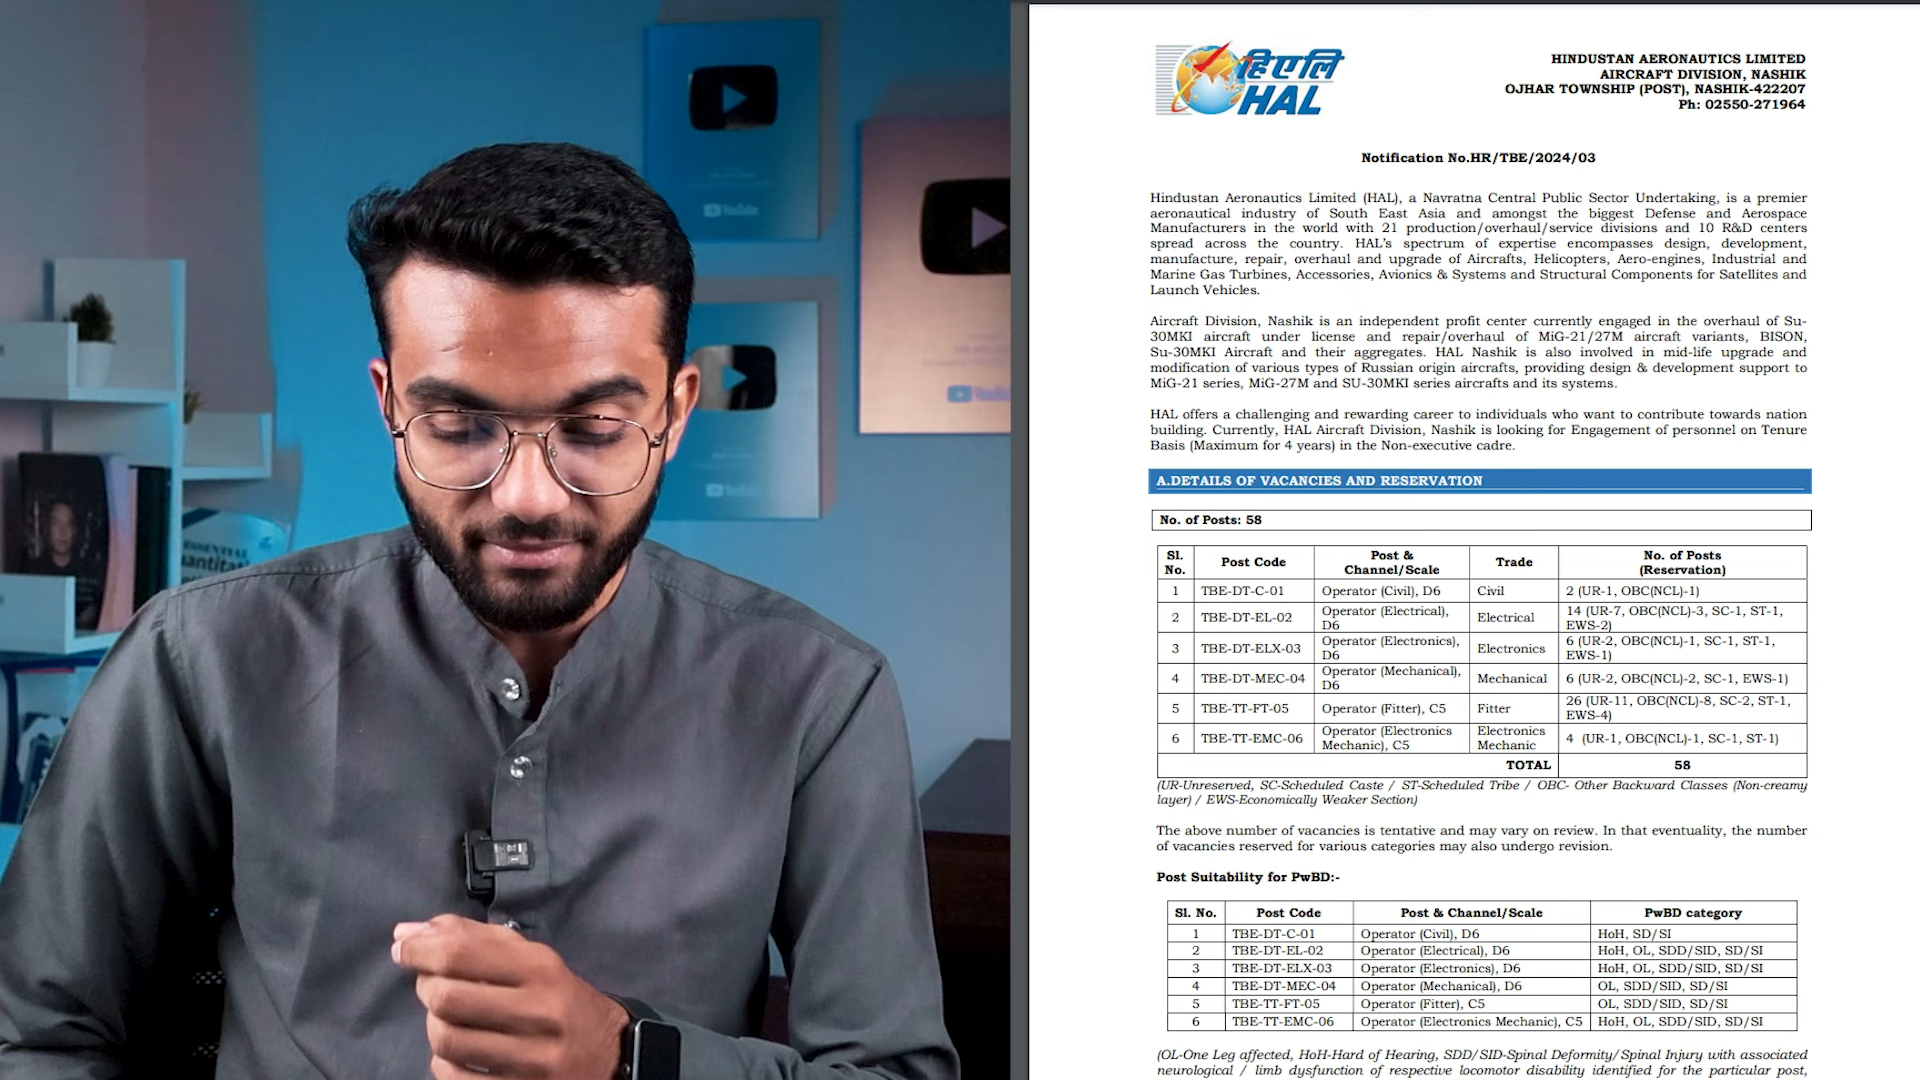 YouTube
YouTube
YouTube
ESSENTIAL
uantitat
हिएलि
HAL
HINDUSTAN AERONAUTICS LIMITED
AIRCRAFT DIVISION, NASHIK
OJHAR TOWNSHIP (POST), NASHIK-422207
Ph: 02550-271964
Notification No.HR/TBE/2024/03
Hindustan Aeronautics Limited (HAL), a Navratna Central Public Sector Undertaking, is a premier
aeronautical industry of South East Asia and amongst the biggest Defense and Aerospace
Manufacturers in the world with 21 production/overhaul/service divisions and 10 R&D centers
spread across the country. HAL's spectrum of expertise encompasses design, development,
manufacture, repair, overhaul and upgrade of Aircrafts, Helicopters, Aero-engines, Industrial and
Marine Gas Turbines, Accessories, Avionics & Systems and Structural Components for Satellites and
Launch Vehicles.
Aircraft Division, Nashik is an independent profit center currently engaged in the overhaul of Su-
30MKI aircraft under license and repair/overhaul of MiG-21/27M aircraft variants, BISON,
Su-30MKI Aircraft and their aggregates. HAL Nashik is also involved in mid-life upgrade and
modification of various types of Russian origin aircrafts, providing design & development support to
MiG-21 series, MiG-27M and SU-30MKI series aircrafts and its systems.
HAL offers a challenging and rewarding career to individuals who want to contribute towards nation
building. Currently, HAL Aircraft Division, Nashik is looking for Engagement of personnel on Tenure
Basis (Maximum for 4 years) in the Non-executive cadre.
A.DETAILS OF VACANCIES AND RESERVATION
No. of Posts: 58
Sl. No. Post Code Post & Channel/Scale Trade No. of Posts (Reservation)
1 TBE-DT-C-01 Operator (Civil), D6 Civil 2 (UR-1, OBC(NCL)-1)
2 TBE-DT-EL-02 Operator (Electrical), D6 Electrical 14 (UR-7, OBC(NCL)-3, SC-1, ST-1, EWS-2)
3 TBE-DT-ELX-03 Operator (Electronics), D6 Electronics 6 (UR-2, OBC(NCL)-1, SC-1, ST-1, EWS-1)
4 TBE-DT-MEC-04 Operator (Mechanical), D6 Mechanical 6 (UR-2, OBC(NCL)-2, SC-1, EWS-1)
5 TBE-TT-FT-05 Operator (Fitter), C5 Fitter 26 (UR-11, OBC(NCL)-8, SC-2, ST-1, EWS-4)
6 TBE-TT-EMC-06 Operator (Electronics Mechanic), C5 Electronics Mechanic 4 (UR-1, OBC(NCL)-1, SC-1, ST-1)
TOTAL 58
(UR-Unreserved, SC-Scheduled Caste / ST-Scheduled Tribe / OBC- Other Backward Classes (Non-creamy
layer) / EWS-Economically Weaker Section)
The above number of vacancies is tentative and may vary on review. In that eventuality, the number
of vacancies reserved for various categories may also undergo revision.
Post Suitability for PwBD:-
Sl. No. Post Code Post & Channel/Scale PwBD category
1 TBE-DT-C-01 Operator (Civil), D6 HoH, SD/SI
2 TBE-DT-EL-02 Operator (Electrical), D6 HoH, OL, SDD/SID, SD/SI
3 TBE-DT-ELX-03 Operator (Electronics), D6 HoH, OL, SDD/SID, SD/SI
4 TBE-DT-MEC-04 Operator (Mechanical), D6 OL, SDD/SID, SD/SI
5 TBE-TT-FT-05 Operator (Fitter), C5 OL, SDD/SID, SD/SI
6 TBE-TT-EMC-06 Operator (Electronics Mechanic), C5 HoH, OL, SDD/SID, SD/SI
(OL-One Leg affected, HoH-Hard of Hearing, SDD/SID-Spinal Deformity/Spinal Injury with associated
neurological / limb dysfunction of respective locomotor disability identified for the particular post,